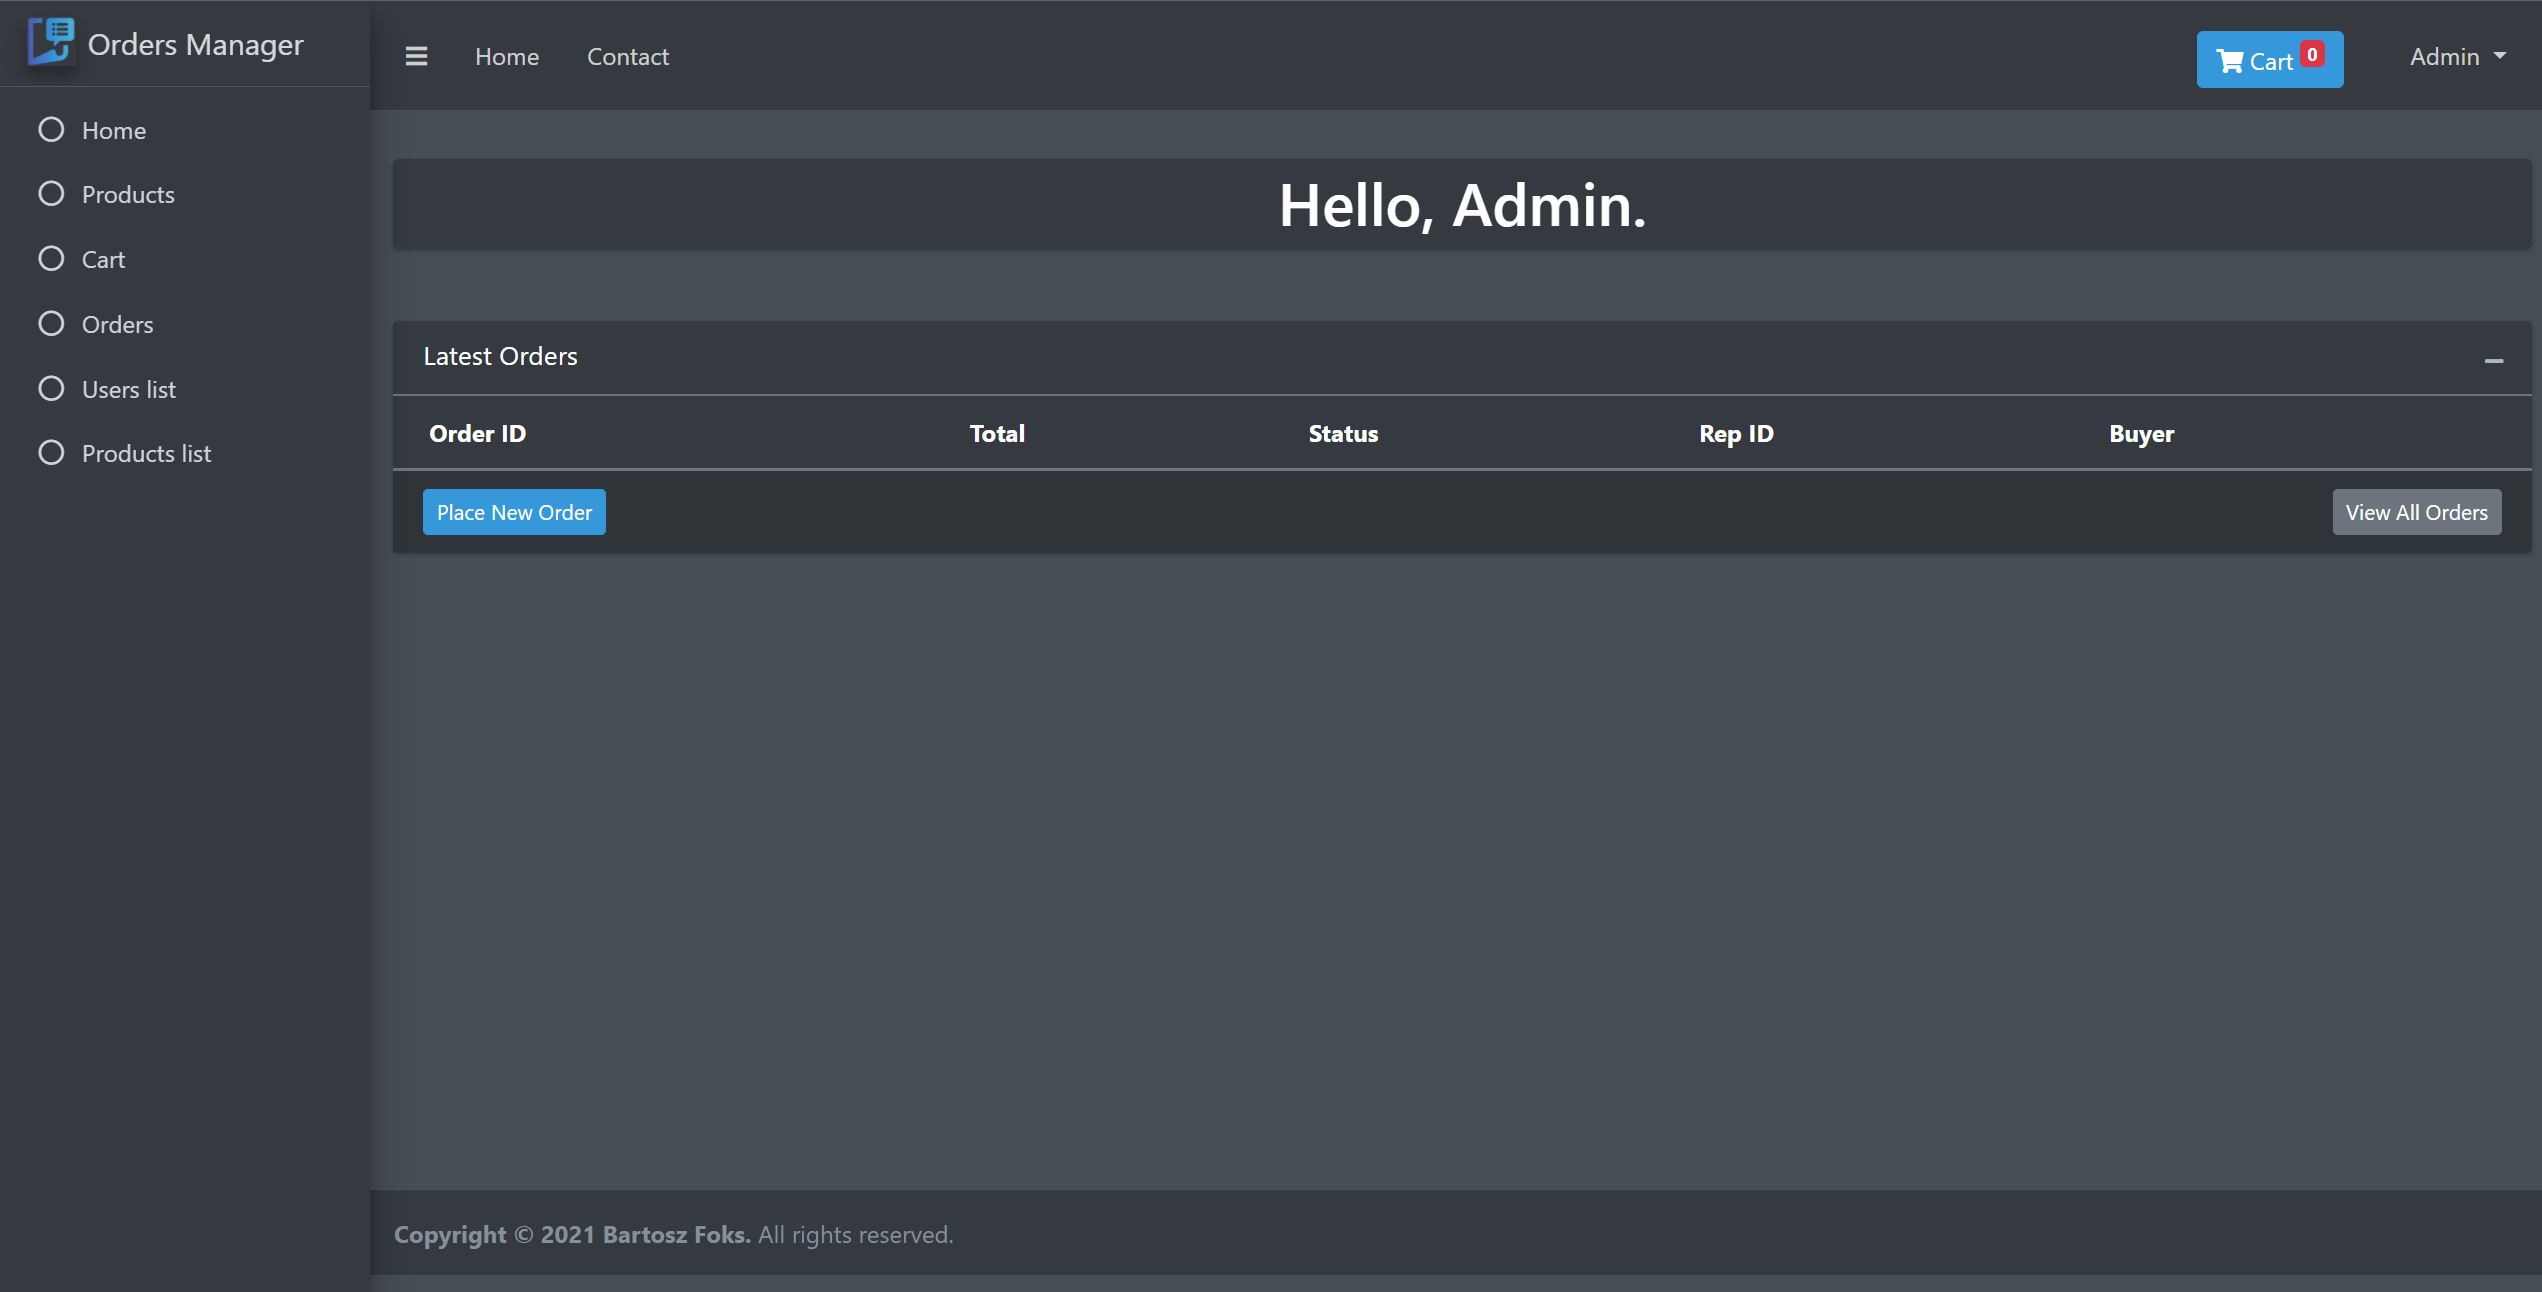 Orders Manager
Home
Products
Cart
Orders
Users list
Products list
Home Contact
Cart 0 Admin
Hello, Admin.
Latest Orders
Order ID Total Status Rep ID Buyer
Place New Order View All Orders
Copyright © 2021 Bartosz Foks. All rights reserved.